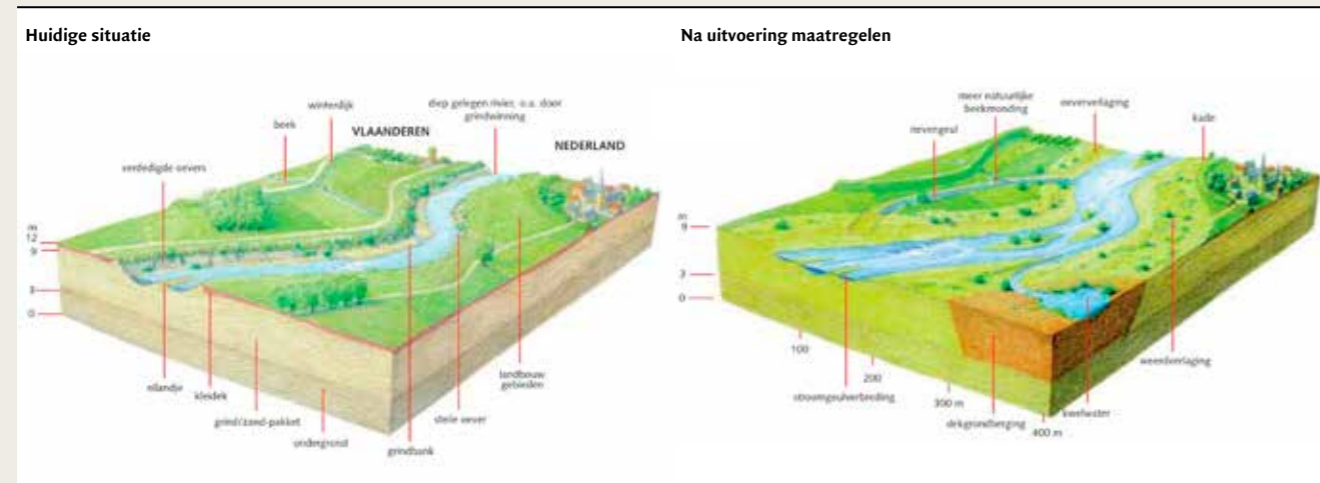 Huidige situatie
winterdijk
diep gelegen rivier, o.a. door
grindwinning
beek
VLAANDEREN
NEDERLAND
verdedigde oevers
m
12
9
3
0
eilandje
kleidek
grind/zand-pakket
ondergrond
grindbank
steile oever
landbouw
gebieden
Na uitvoering maatregelen
meer natuurlijke
beekmonding
oeververlaging
nevengeul
kade
m
9
3
0
100
200
300 m
400 m
stroomgeulverbreding
dekgrondberging
kwelwater
weerdverlaging